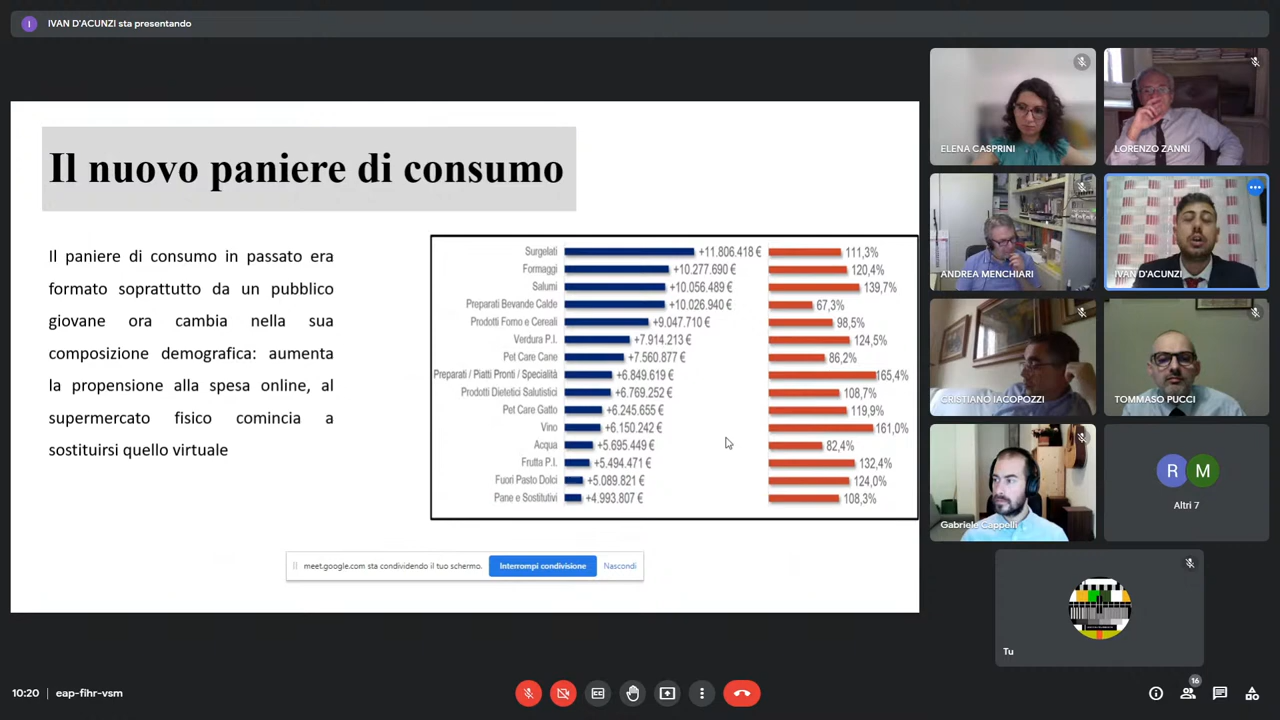 IVAN D'ACUNZI sta presentando
Il nuovo paniere di consumo
Il paniere di consumo in passato era
formato soprattutto da un pubblico
giovane ora cambia nella sua
composizione demografica: aumenta
la propensione alla spesa online, al
supermercato fisico comincia a
sostituirsi quello virtuale
Surgelati +11.806.418 € 111,3%
Formaggi +10.277.690 € 120,4%
Salumi +10.056.489 € 139,7%
Preparati Bevande Calde +10.026.940 € 67,3%
Prodotti Forno e Cereali +9.047.710 € 98,5%
Verdura P.I. +7.914.213 € 124,5%
Pet Care Cane +7.560.877 € 86,2%
Preparati / Piatti Pronti / Specialità +6.849.619 € 165,4%
Prodotti Dietetici Salutistici +6.769.252 € 108,7%
Pet Care Gatto +6.245.655 € 119,9%
Vino +6.150.242 € 161,0%
Acqua +5.695.449 € 82,4%
Frutta P.I. +5.494.471 € 132,4%
Fuori Pasto Dolci +5.089.821 € 124,0%
Pane e Sostitutivi +4.993.807 € 108,3%
meet.google.com sta condividendo il tuo schermo. Interrompi condivisione Nascondi
ELENA CASPRINI
LORENZO ZANNI
ANDREA MENCHIARI
IVAN D'ACUNZI
CRISTIANO IACOPOZZI
TOMMASO PUCCI
Gabriele Cappelli
R M
Altri 7
Tu
10:20 eap-fihr-vsm
16